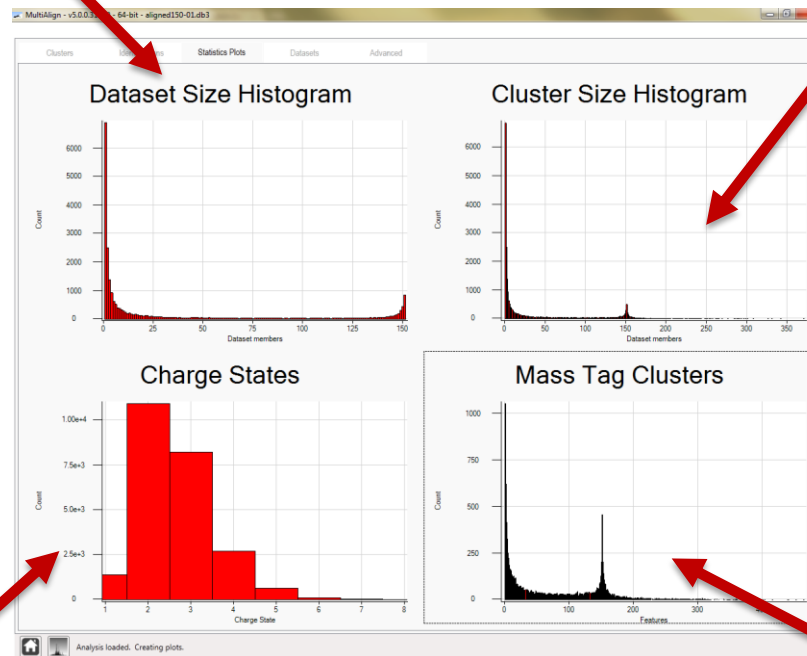 MultiAlign - v5.0.0.3 - 64-bit - aligned150-01.db3
Clusters Statistics Plots Datasets Advanced
Dataset Size Histogram
Count
6000
5000
4000
3000
2000
1000
0
0 25 50 75 100 125 150
Dataset members
Cluster Size Histogram
Count
6000
5000
4000
3000
2000
1000
0
0 50 100 150 200 250 300 350
Dataset members
Charge States
Count
1.00e+4
7.5e+3
5.0e+3
2.5e+3
0
1 2 3 4 5 6 7 8
Charge State
Mass Tag Clusters
Count
1000
750
500
250
0
0 100 200 300
Features
Analysis loaded. Creating plots.